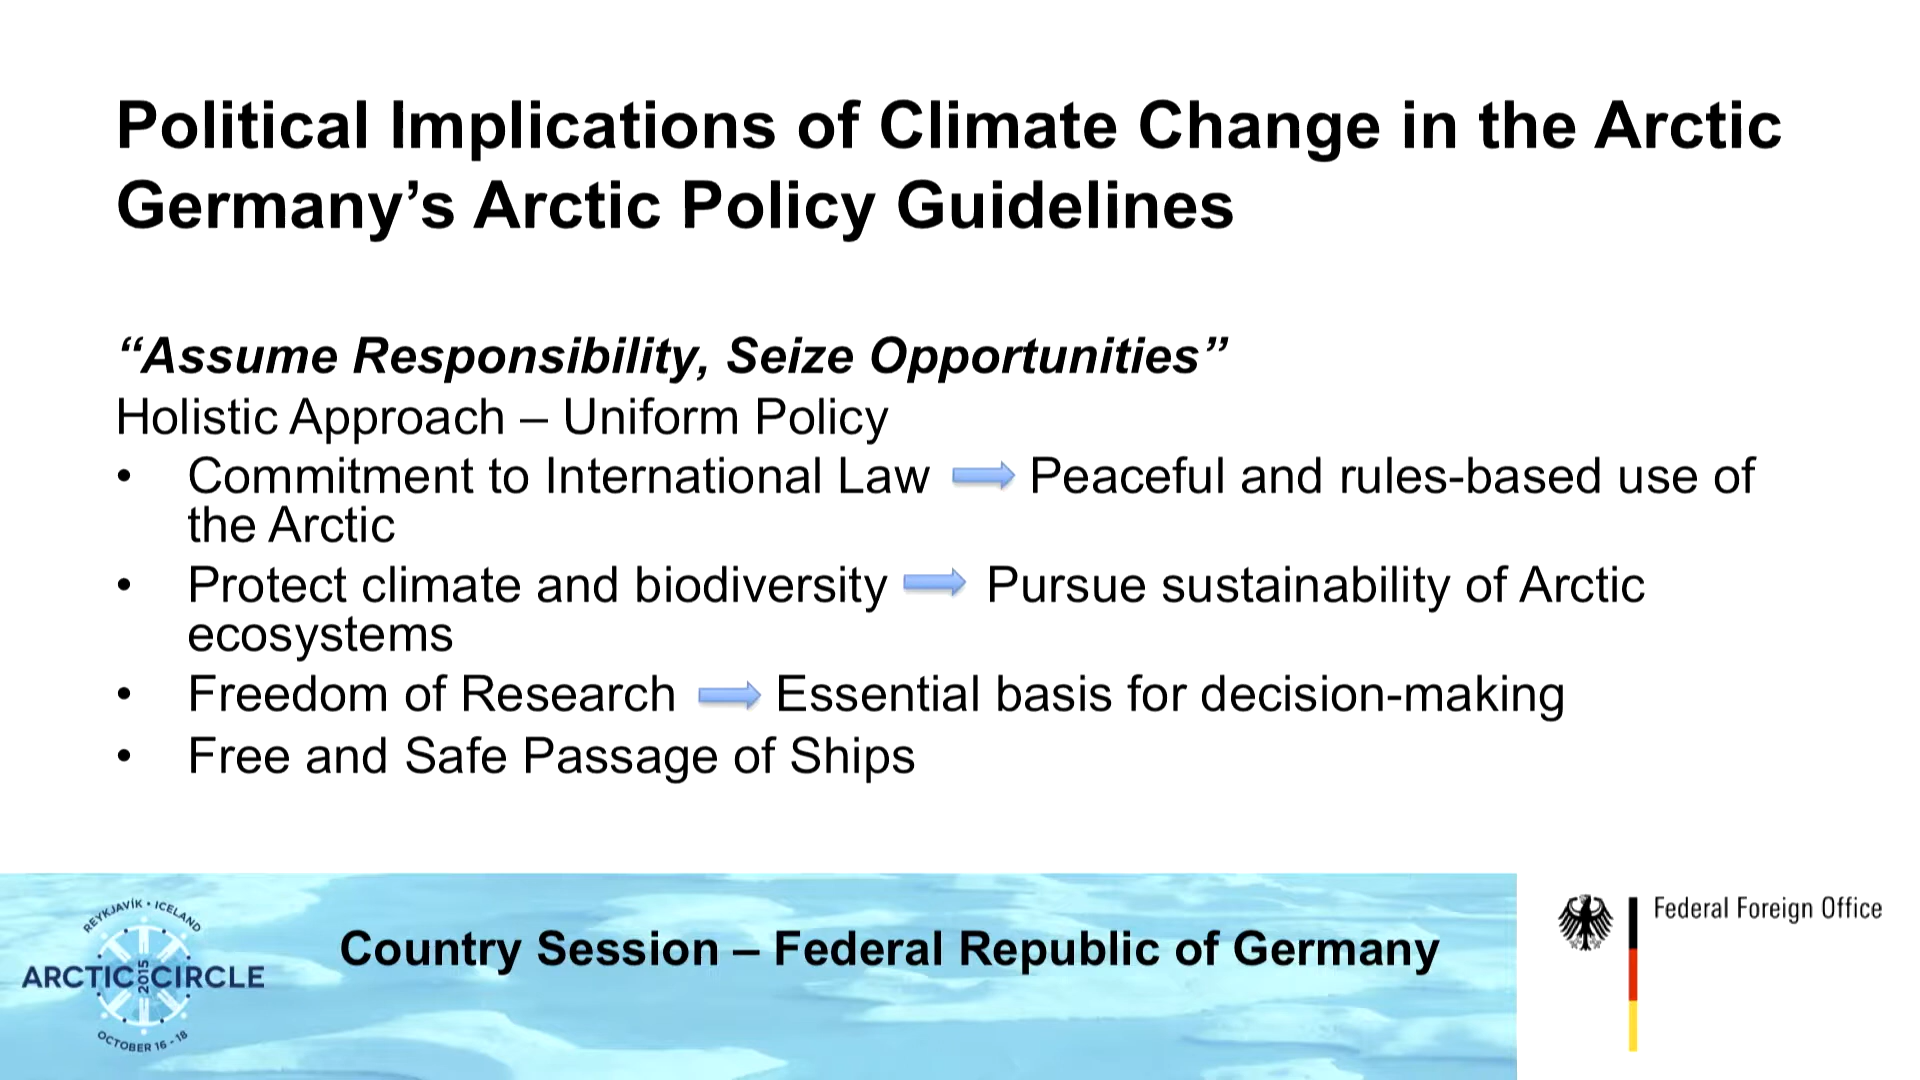 Political Implications of Climate Change in the Arctic
Germany’s Arctic Policy Guidelines
“Assume Responsibility, Seize Opportunities”
Holistic Approach – Uniform Policy
• Commitment to International Law Peaceful and rules-based use of
the Arctic
• Protect climate and biodiversity Pursue sustainability of Arctic
ecosystems
• Freedom of Research Essential basis for decision-making
• Free and Safe Passage of Ships
REYKJAVÍK • ICELAND
ARCTIC 2015 CIRCLE
OCTOBER 16 - 18
Country Session – Federal Republic of Germany
Federal Foreign Office